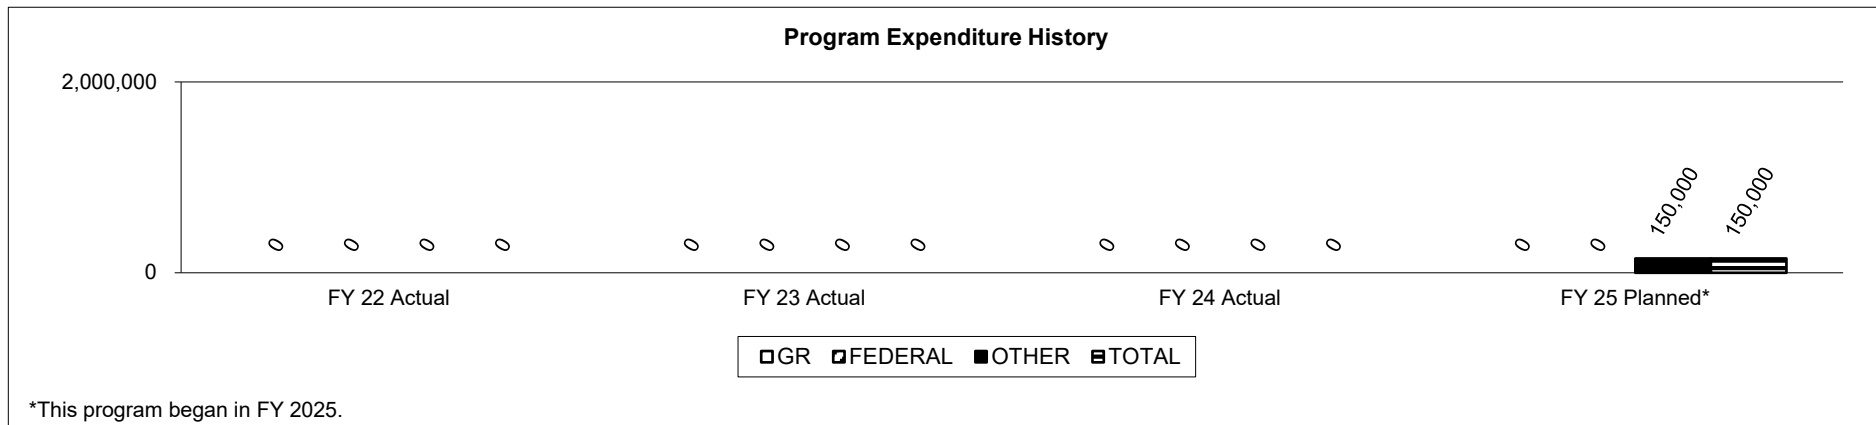 Program Expenditure History
2,000,000
150,000 150,000
0 0 0 0 0 0 0 0 0 0 0 0 0 0
0
FY 22 Actual FY 23 Actual FY 24 Actual FY 25 Planned*
GR FEDERAL OTHER TOTAL
*This program began in FY 2025.